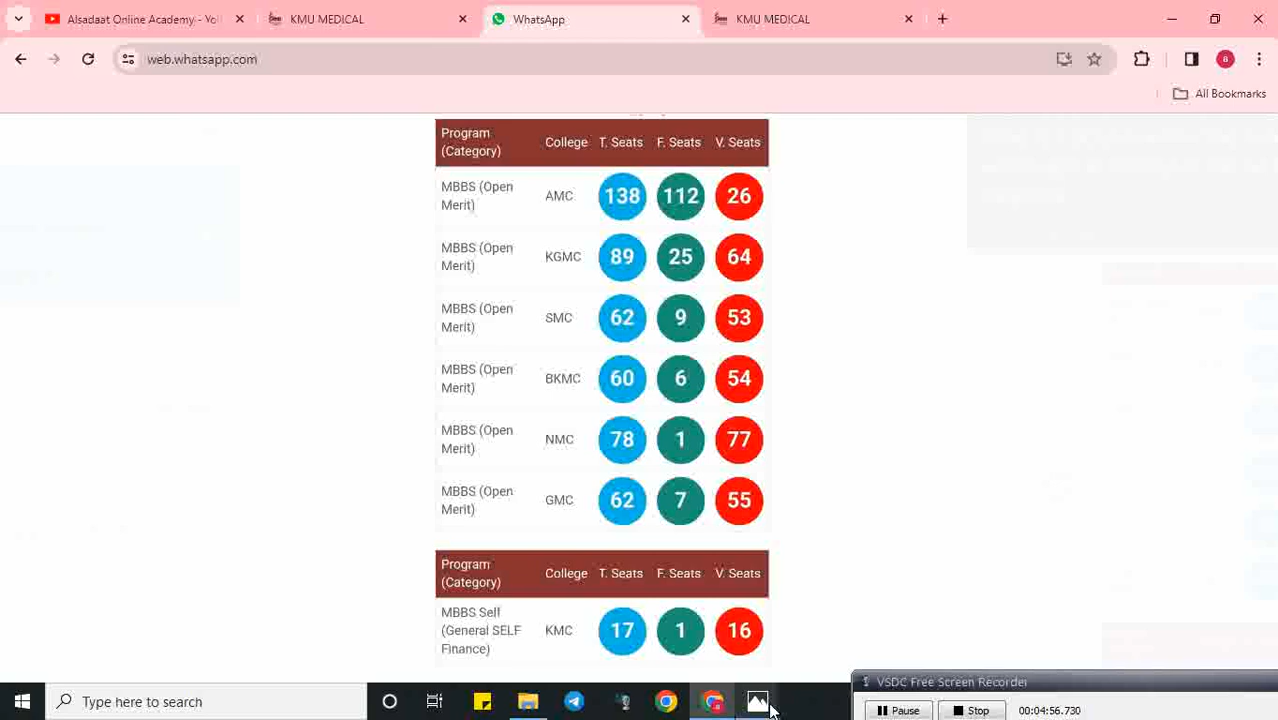 Alsadaat Online Academy - Yo
KMU MEDICAL
WhatsApp
KMU MEDICAL
web.whatsapp.com
a
All Bookmarks
Program (Category) College T. Seats F. Seats V. Seats
MBBS (Open Merit) AMC 138 112 26
MBBS (Open Merit) KGMC 89 25 64
MBBS (Open Merit) SMC 62 9 53
MBBS (Open Merit) BKMC 60 6 54
MBBS (Open Merit) NMC 78 1 77
MBBS (Open Merit) GMC 62 7 55
Program (Category) College T. Seats F. Seats V. Seats
MBBS Self (General SELF Finance) KMC 17 1 16
VSDC Free Screen Recorder
Type here to search
Pause Stop 00:04:56.730